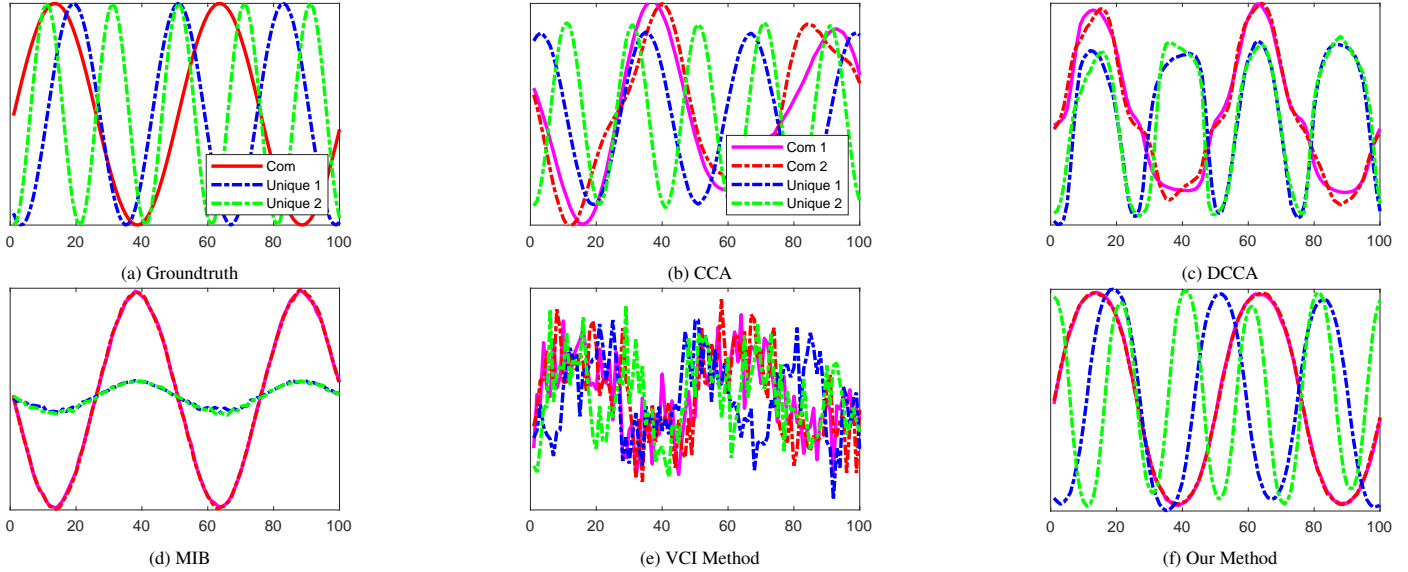 Com
Unique 1
Unique 2
0 20 40 60 80 100
(a) Groundtruth
Com 1
Com 2
Unique 1
Unique 2
0 20 40 60 80 100
(b) CCA
0 20 40 60 80 100
(c) DCCA
0 20 40 60 80 100
(d) MIB
0 20 40 60 80 100
(e) VCI Method
0 20 40 60 80 100
(f) Our Method